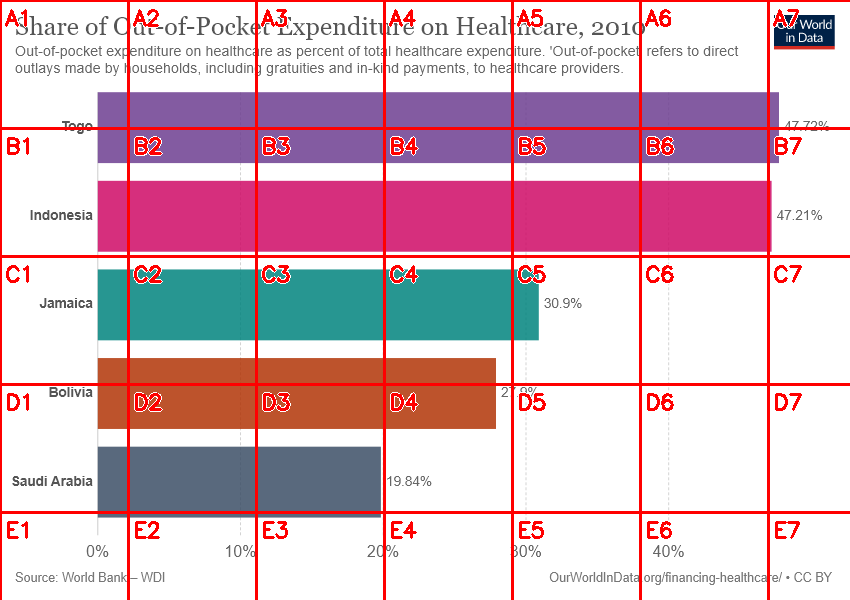 Share of Out-of-Pocket Expenditure on Healthcare, 2010
Our World
in Data
Out-of-pocket expenditure on healthcare as percent of total healthcare expenditure. 'Out-of-pocket' refers to direct
outlays made by households, including gratuities and in-kind payments, to healthcare providers.
A1 A2 A3 A4 A5 A6 A7
Togo 47.72%
B1 B2 B3 B4 B5 B6 B7
Indonesia 47.21%
C1 C2 C3 C4 C5 C6 C7
Jamaica 30.9%
Bolivia 27.9%
D1 D2 D3 D4 D5 D6 D7
Saudi Arabia 19.84%
E1 E2 E3 E4 E5 E6 E7
0% 10% 20% 30% 40%
Source: World Bank – WDI
OurWorldInData.org/financing-healthcare/ • CC BY